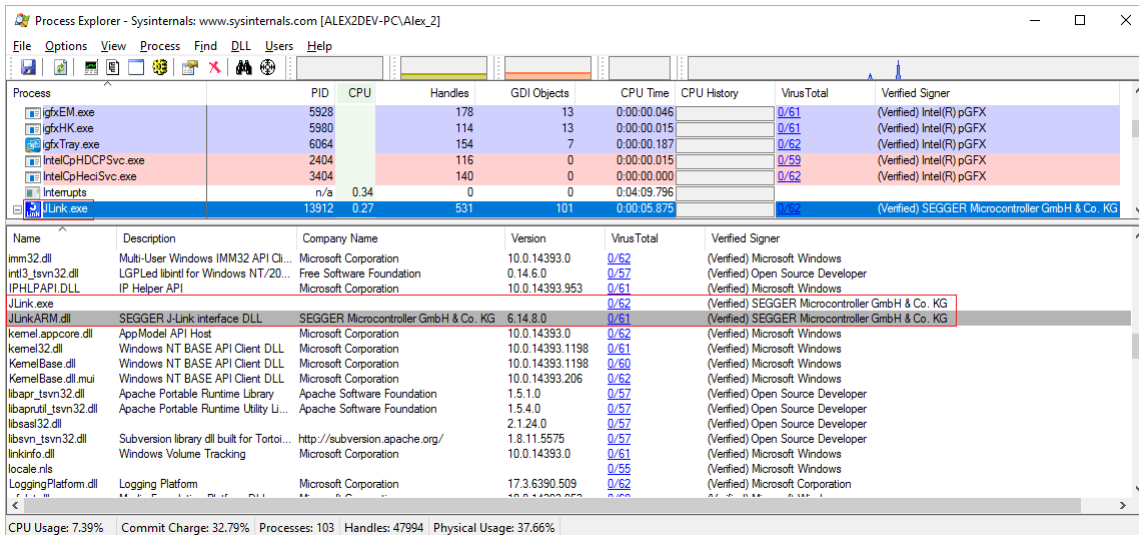 Process Explorer - Sysinternals: www.sysinternals.com [ALEX2DEV-PC\Alex_2]
File Options View Process Find DLL Users Help
Process PID CPU Handles GDI Objects CPU Time CPU History VirusTotal Verified Signer
igfxEM.exe 5928 178 13 0:00:00.046 0/61 (Verified) Intel(R) pGFX
igfxHK.exe 5980 114 13 0:00:00.015 0/61 (Verified) Intel(R) pGFX
igfxTray.exe 6064 154 7 0:00:00.187 0/62 (Verified) Intel(R) pGFX
IntelCpHDCPSvc.exe 2404 116 0 0:00:00.015 0/59 (Verified) Intel(R) pGFX
IntelCpHeciSvc.exe 3404 140 0 0:00:00.000 0/62 (Verified) Intel(R) pGFX
Interrupts n/a 0.34 0 0 0:04:09.796
JLink.exe 13912 0.27 531 101 0:00:05.875 0/62 (Verified) SEGGER Microcontroller GmbH & Co. KG
Name Description Company Name Version VirusTotal Verified Signer
imm32.dll Multi-User Windows IMM32 API Cli... Microsoft Corporation 10.0.14393.0 0/62 (Verified) Microsoft Windows
intl3_tsvn32.dll LGPLed libintl for Windows NT/20... Free Software Foundation 0.14.6.0 0/57 (Verified) Open Source Developer
IPHLPAPI.DLL IP Helper API Microsoft Corporation 10.0.14393.953 0/61 (Verified) Microsoft Windows
JLink.exe 0/62 (Verified) SEGGER Microcontroller GmbH & Co. KG
JLinkARM.dll SEGGER J-Link interface DLL SEGGER Microcontroller GmbH & Co. KG 6.14.8.0 0/61 (Verified) SEGGER Microcontroller GmbH & Co. KG
kernel.appcore.dll AppModel API Host Microsoft Corporation 10.0.14393.0 0/62 (Verified) Microsoft Windows
kernel32.dll Windows NT BASE API Client DLL Microsoft Corporation 10.0.14393.1198 0/61 (Verified) Microsoft Windows
KernelBase.dll Windows NT BASE API Client DLL Microsoft Corporation 10.0.14393.1198 0/60 (Verified) Microsoft Windows
KernelBase.dll.mui Windows NT BASE API Client DLL Microsoft Corporation 10.0.14393.206 0/62 (Verified) Microsoft Windows
libapr_tsvn32.dll Apache Portable Runtime Library Apache Software Foundation 1.5.1.0 0/57 (Verified) Open Source Developer
libaprutil_tsvn32.dll Apache Portable Runtime Utility Li... Apache Software Foundation 1.5.4.0 0/57 (Verified) Open Source Developer
libsasl32.dll 2.1.24.0 0/57 (Verified) Open Source Developer
libsvn_tsvn32.dll Subversion library dll built for Tortoi... http://subversion.apache.org/ 1.8.11.5575 0/57 (Verified) Open Source Developer
linkinfo.dll Windows Volume Tracking Microsoft Corporation 10.0.14393.0 0/61 (Verified) Microsoft Windows
locale.nls 0/55 (Verified) Microsoft Windows
LoggingPlatform.dll Logging Platform Microsoft Corporation 17.3.6390.509 0/62 (Verified) Microsoft Corporation
CPU Usage: 7.39% Commit Charge: 32.79% Processes: 103 Handles: 47994 Physical Usage: 37.66%